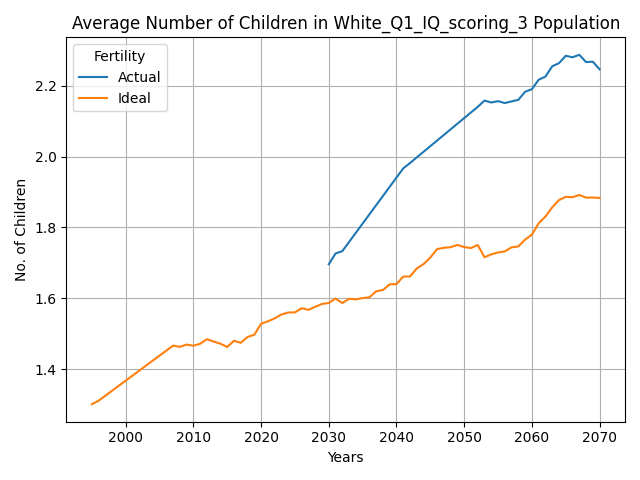 Average Number of Children in White_Q1_IQ_scoring_3 Population
Fertility
Actual
Ideal
No. of Children
2.2
2.0
1.8
1.6
1.4
2000 2010 2020 2030 2040 2050 2060 2070
Years